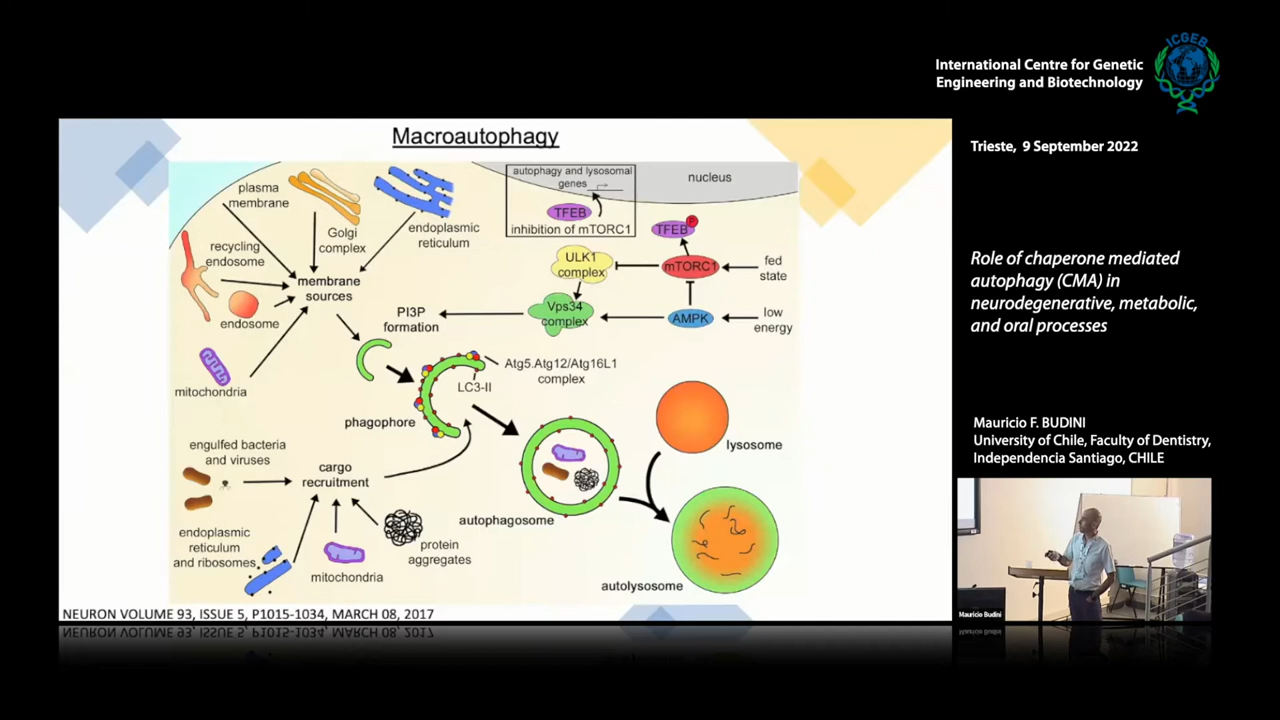 ICGEB
International Centre for Genetic
Engineering and Biotechnology
Trieste, 9 September 2022
Role of chaperone mediated
autophagy (CMA) in
neurodegenerative, metabolic,
and oral processes
Mauricio F. BUDINI
University of Chile, Faculty of Dentistry,
Independencia Santiago, CHILE
Mauricio Budini
Macroautophagy
plasma
membrane
Golgi
complex
endoplasmic
reticulum
recycling
endosome
endosome
mitochondria
membrane
sources
autophagy and lysosomal
genes
TFEB
inhibition of mTORC1
nucleus
TFEB
P
ULK1
complex
mTORC1
fed
state
Vps34
complex
AMPK
low
energy
PI3P
formation
Atg5.Atg12/Atg16L1
complex
LC3-II
phagophore
engulfed bacteria
and viruses
cargo
recruitment
endoplasmic
reticulum
and ribosomes
mitochondria
protein
aggregates
autophagosome
lysosome
autolysosome
NEURON VOLUME 93, ISSUE 5, P1015-1034, MARCH 08, 2017